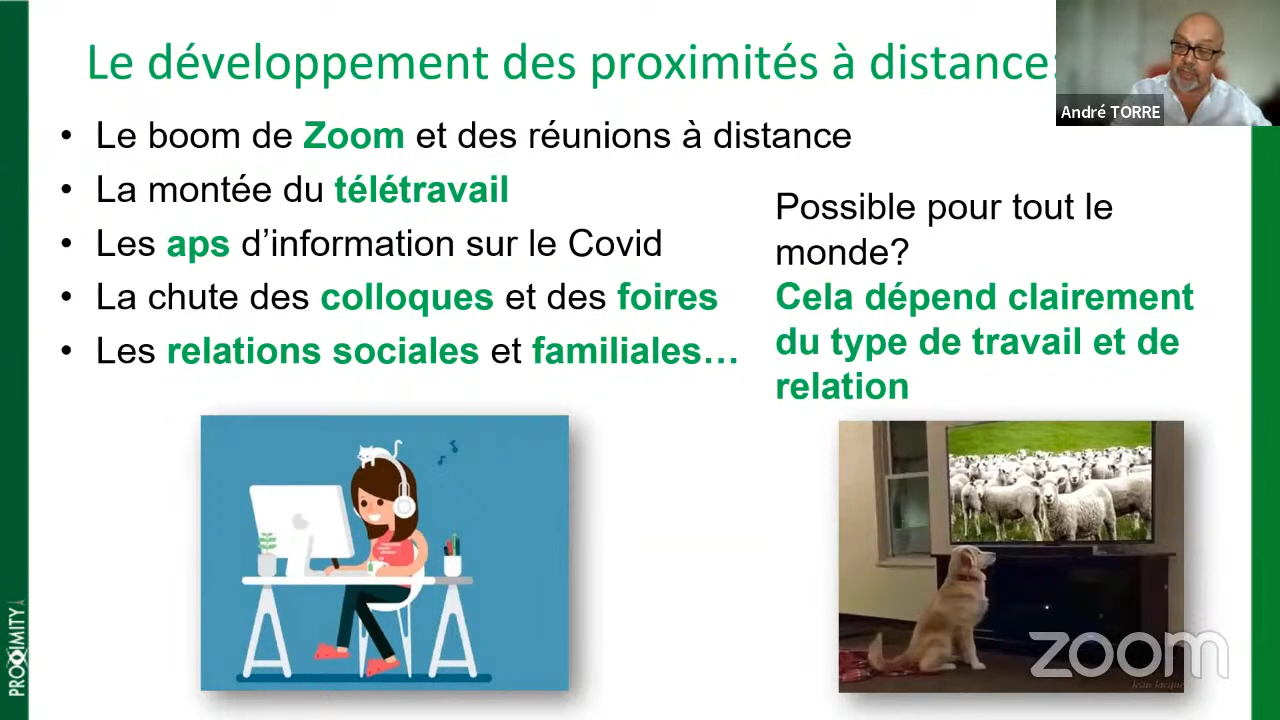 Le développement des proximités à distance:
André TORRE
• Le boom de Zoom et des réunions à distance
• La montée du télétravail
• Les aps d’information sur le Covid
• La chute des colloques et des foires
• Les relations sociales et familiales…
Possible pour tout le
monde?
Cela dépend clairement
du type de travail et de
relation
PROXIMITY
zoom
Jean Jacques